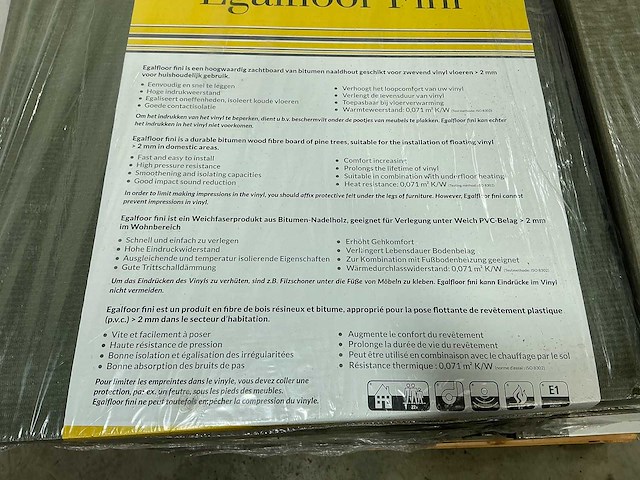 Egalfloor Fini
Egalfloor fini is een hoogwaardig zachtboard van bitumen naaldhout geschikt voor zwevend vinyl vloeren > 2 mm
voor huishoudelijk gebruik.
• Eenvoudig en snel te leggen
• Hoge indrukweerstand
• Egaliseert oneffenheden, isoleert koude vloeren
• Goede contactisolatie
• Verhoogt het loopcomfort van uw vinyl
• Verlengt de levensduur van vinyl
• Toepasbaar bij vloerverwarming
• Warmteweerstand: 0,071 m² K/W
Om het indrukken van het vinyl te beperken, dient u b.v. beschermvilt onder de pootjes van meubels te plakken. Egalfloor fini kan echter
het indrukken in het vinyl niet voorkomen.
Egalfloor fini is a durable bitumen wood fibre board of pine trees, suitable for the installation of floating vinyl
> 2 mm in domestic areas.
• Fast and easy to install
• High pressure resistance
• Smoothening and isolating capacities
• Good impact sound reduction
• Comfort increasing
• Prolongs the lifetime of vinyl
• Suitable in combination with underfloor heating
• Heat resistance: 0,071 m² K/W
In order to limit making impressions in the vinyl, you should affix protective felt under the legs of furniture. However, Egalfloor fini cannot
prevent impressions in vinyl.
Egalfoor fini ist ein Weichfaserprodukt aus Bitumen-Nadelholz, geeignet für Verlegung unter Weich PVC-Belag > 2 mm
im Wohnbereich
• Schnell und einfach zu verlegen
• Hohe Eindruckwiderstand
• Ausgleichende und temperatur isolierende Eigenschaften
• Gute Trittschalldämmung
• Erhöht Gehkomfort
• Verlängert Lebensdauer Bodenbelag
• Zur Kombination mit Fußbodenbeizung geeignet
• Wärmedurchlasswiderstand: 0,071 m² K/W
Um das Eindrücken des Vinyls zu verhüten, sind z.B. Filzschoner unter die Füße von Möbeln zu kleben. Egalfloor fini kann Eindrücke im Vinyl
nicht vermeiden.
Egalfoor fini est un produit en fibre de bois résineux et bitume, approprié pour la pose flottante de revêtement plastique
(p.v.c.) > 2 mm dans le secteur d'habitation.
• Vite et facilement à poser
• Haute résistance de pression
• Bonne isolation et égalisation des irréguiarités
• Bonne absorption des bruits de pas
• Augmente le confort du revêtement
• Prolonge la durée de vie du revêtement
• Peut être utilisé en combinaison avec le chauffage par le sol
• Résistance thermique : 0,071 m² K/W
Pour limiter les empreintes dans le vinyle, vous devez coller une
protection, par ex. un feutre, sous les pieds des meubles.
Egalfloor fini ne peut toutefois empêcher la compression du vinyle.
E1